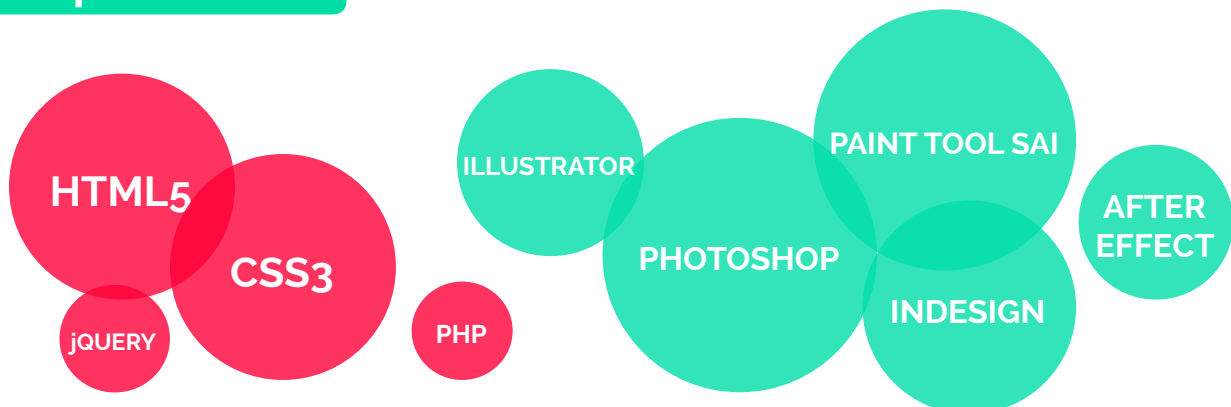 HTML5
CSS3
jQUERY
PHP
ILLUSTRATOR
PHOTOSHOP
PAINT TOOL SAI
INDESIGN
AFTER
EFFECT